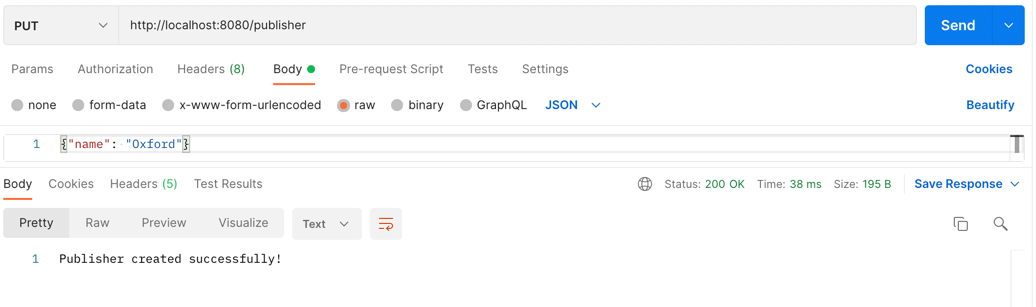 PUT http://localhost:8080/publisher Send
Params Authorization Headers (8) Body Pre-request Script Tests Settings Cookies
none form-data x-www-form-urlencoded raw binary GraphQL JSON Beautify
1 {"name": "Oxford"}
Body Cookies Headers (5) Test Results Status: 200 OK Time: 38 ms Size: 195 B Save Response
Pretty Raw Preview Visualize Text
1 Publisher created successfully!